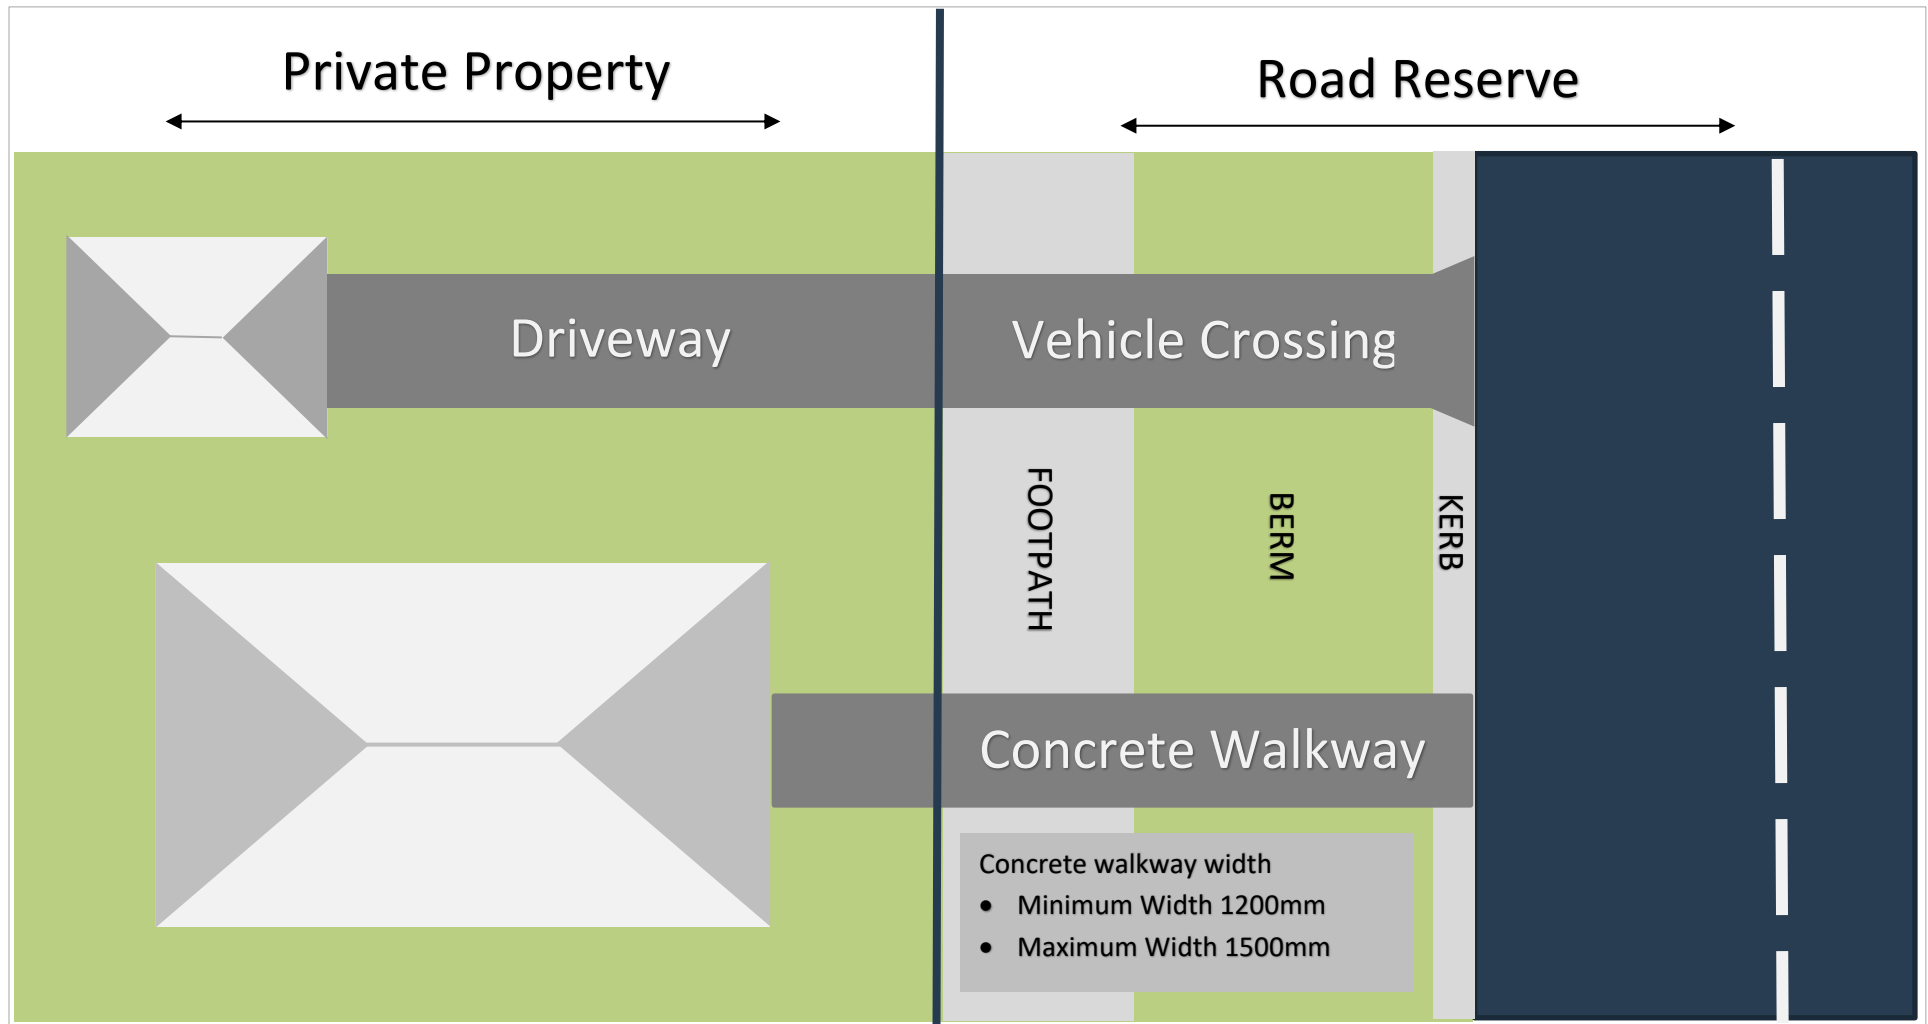 Private Property
Road Reserve
Driveway
Vehicle Crossing
FOOTPATH
BERM
KERB
Concrete Walkway
Concrete walkway width
• Minimum Width 1200mm
• Maximum Width 1500mm